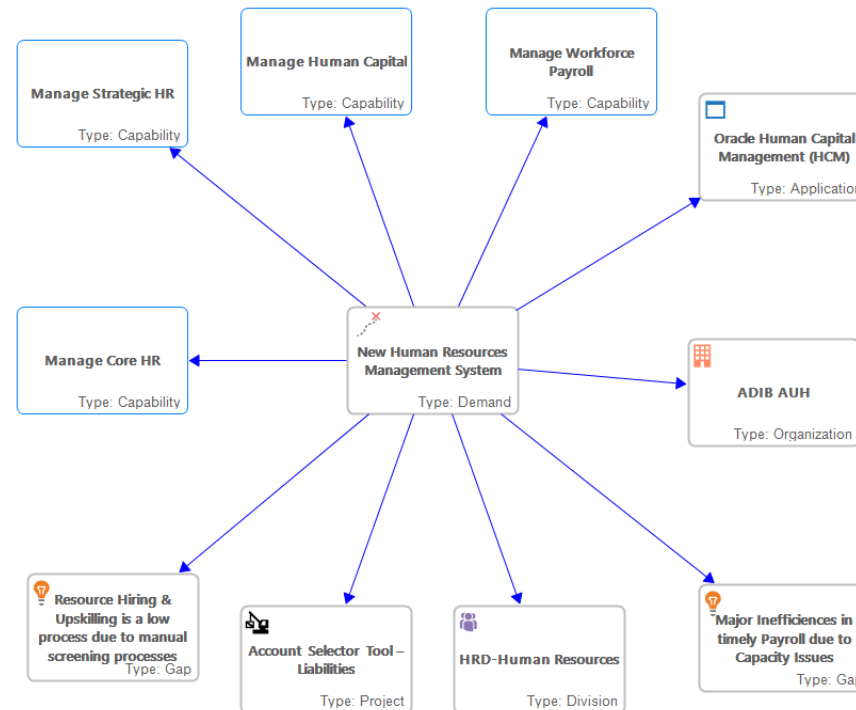 Manage Strategic HR
Type: Capability
Manage Human Capital
Type: Capability
Manage Workforce
Payroll
Type: Capability
Oracle Human Capital
Management (HCM)
Type: Application
New Human Resources
Management System
Type: Demand
Manage Core HR
Type: Capability
ADIB AUH
Type: Organization
Resource Hiring &
Upskilling is a low
process due to manual
screening processes
Type: Gap
Account Selector Tool –
Liabilities
Type: Project
HRD-Human Resources
Type: Division
Major Inefficiences in
timely Payroll due to
Capacity Issues
Type: Gap